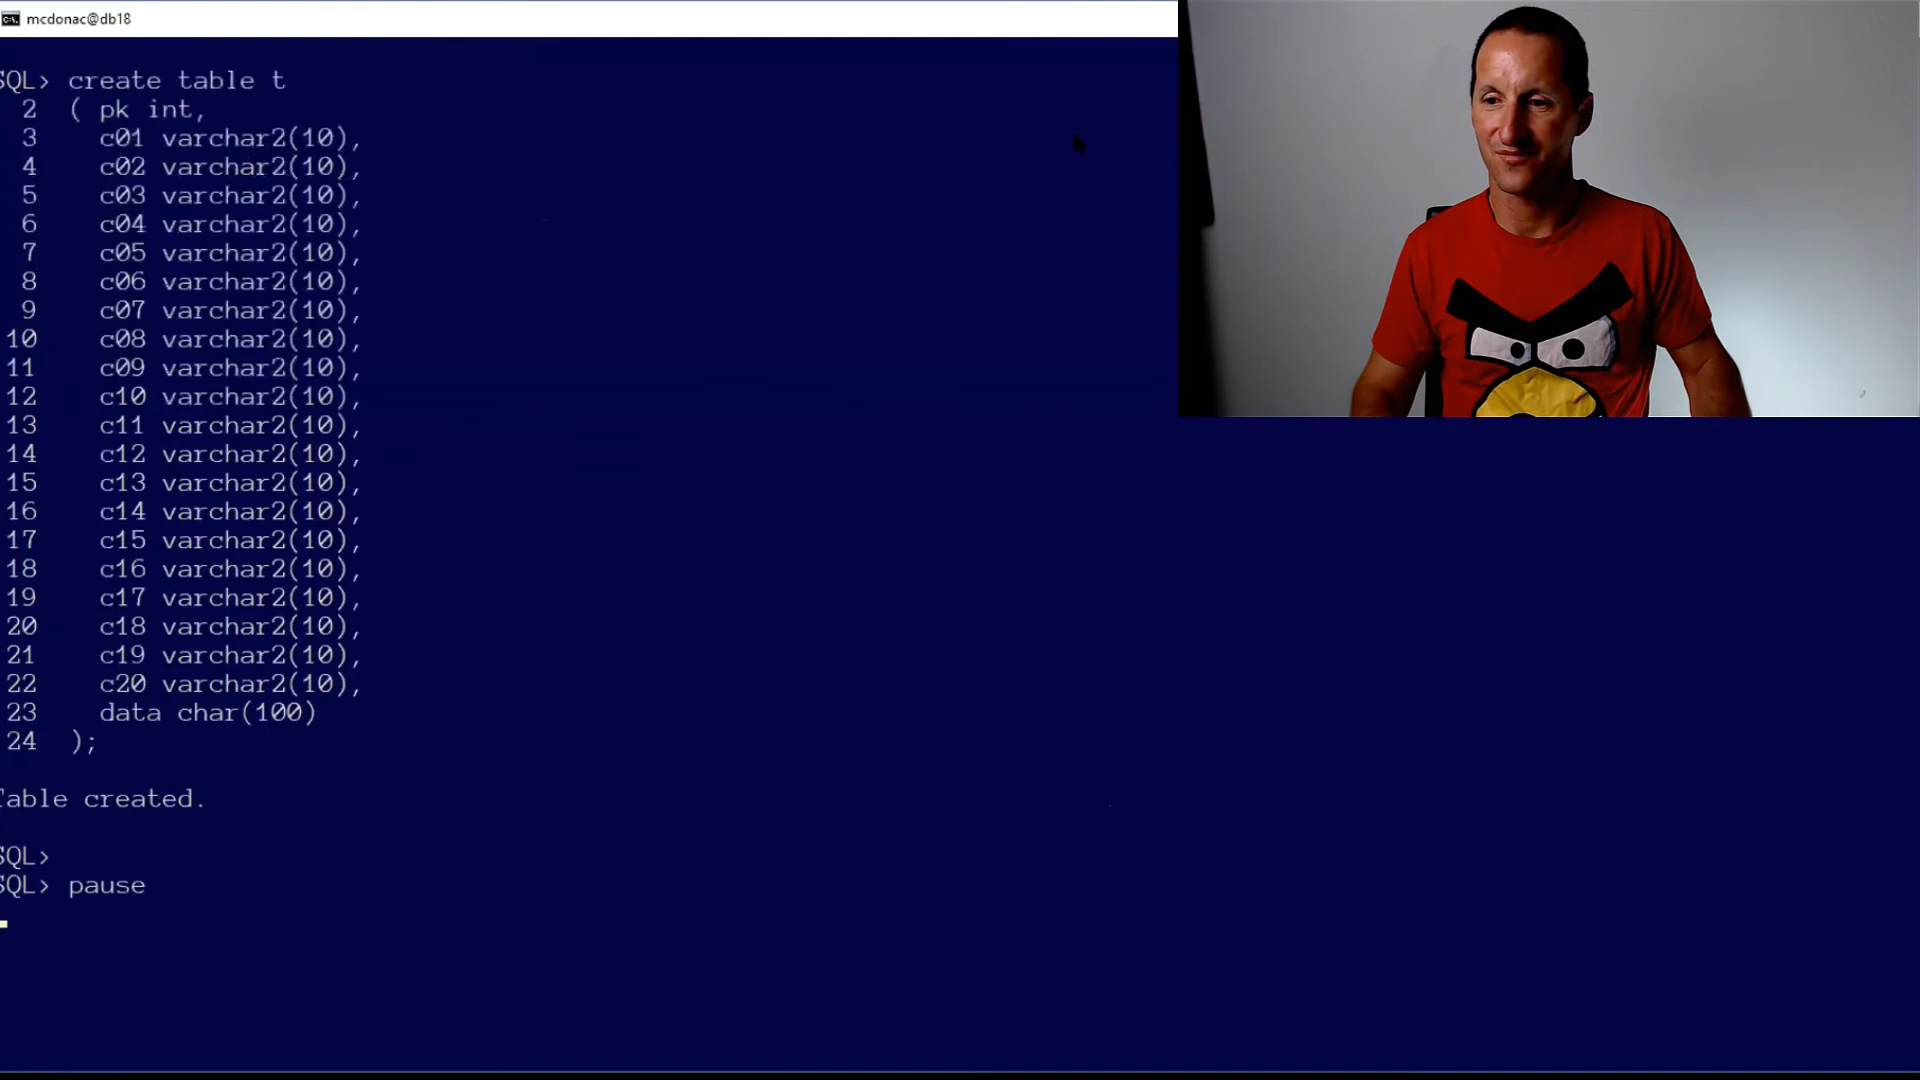 mcdonac@db18
SQL> create table t
2 ( pk int,
3 c01 varchar2(10),
4 c02 varchar2(10),
5 c03 varchar2(10),
6 c04 varchar2(10),
7 c05 varchar2(10),
8 c06 varchar2(10),
9 c07 varchar2(10),
10 c08 varchar2(10),
11 c09 varchar2(10),
12 c10 varchar2(10),
13 c11 varchar2(10),
14 c12 varchar2(10),
15 c13 varchar2(10),
16 c14 varchar2(10),
17 c15 varchar2(10),
18 c16 varchar2(10),
19 c17 varchar2(10),
20 c18 varchar2(10),
21 c19 varchar2(10),
22 c20 varchar2(10),
23 data char(100)
24 );
Table created.
SQL>
SQL> pause